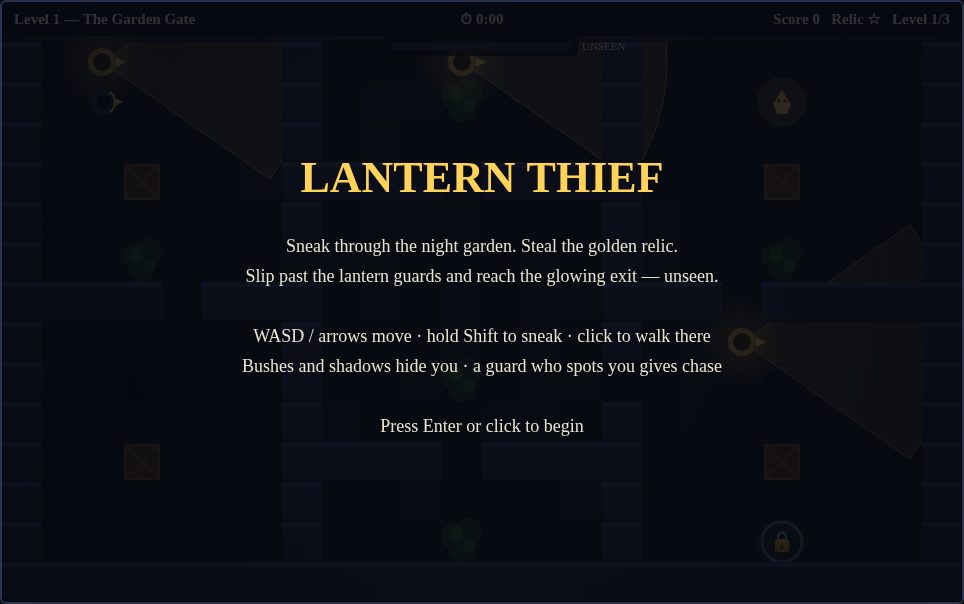 Level 1 — The Garden Gate
⏱ 0:00
Score 0 Relic ☆ Level 1/3
UNSEEN
LANTERN THIEF
Sneak through the night garden. Steal the golden relic.
Slip past the lantern guards and reach the glowing exit — unseen.
WASD / arrows move · hold Shift to sneak · click to walk there
Bushes and shadows hide you · a guard who spots you gives chase
Press Enter or click to begin